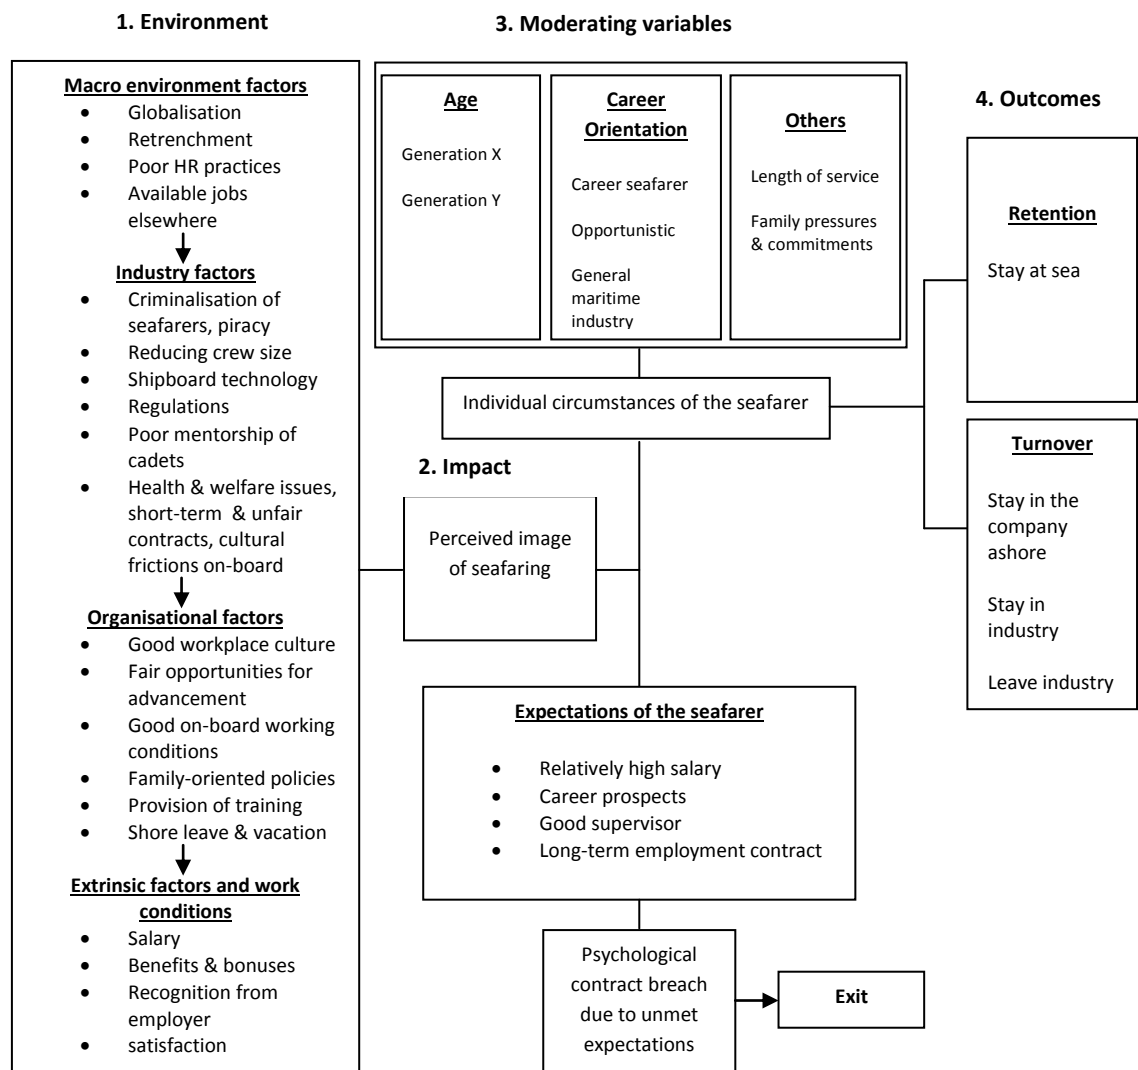 1. Environment
Macro environment factors
• Globalisation
• Retrenchment
• Poor HR practices
• Available jobs
elsewhere
Industry factors
• Criminalisation of
seafarers, piracy
• Reducing crew size
• Shipboard technology
• Regulations
• Poor mentorship of
cadets
• Health & welfare issues,
short-term & unfair
contracts, cultural
frictions on-board
Organisational factors
• Good workplace culture
• Fair opportunities for
advancement
• Good on-board working
conditions
• Family-oriented policies
• Provision of training
• Shore leave & vacation
Extrinsic factors and work
conditions
• Salary
• Benefits & bonuses
• Recognition from
employer
• satisfaction
2. Impact
Perceived image
of seafaring
3. Moderating variables
Age
Generation X
Generation Y
Career
Orientation
Career seafarer
Opportunistic
General
maritime
industry
Others
Length of service
Family pressures
& commitments
Individual circumstances of the seafarer
Expectations of the seafarer
• Relatively high salary
• Career prospects
• Good supervisor
• Long-term employment contract
Psychological
contract breach
due to unmet
expectations
Exit
4. Outcomes
Retention
Stay at sea
Turnover
Stay in the
company
ashore
Stay in
industry
Leave industry